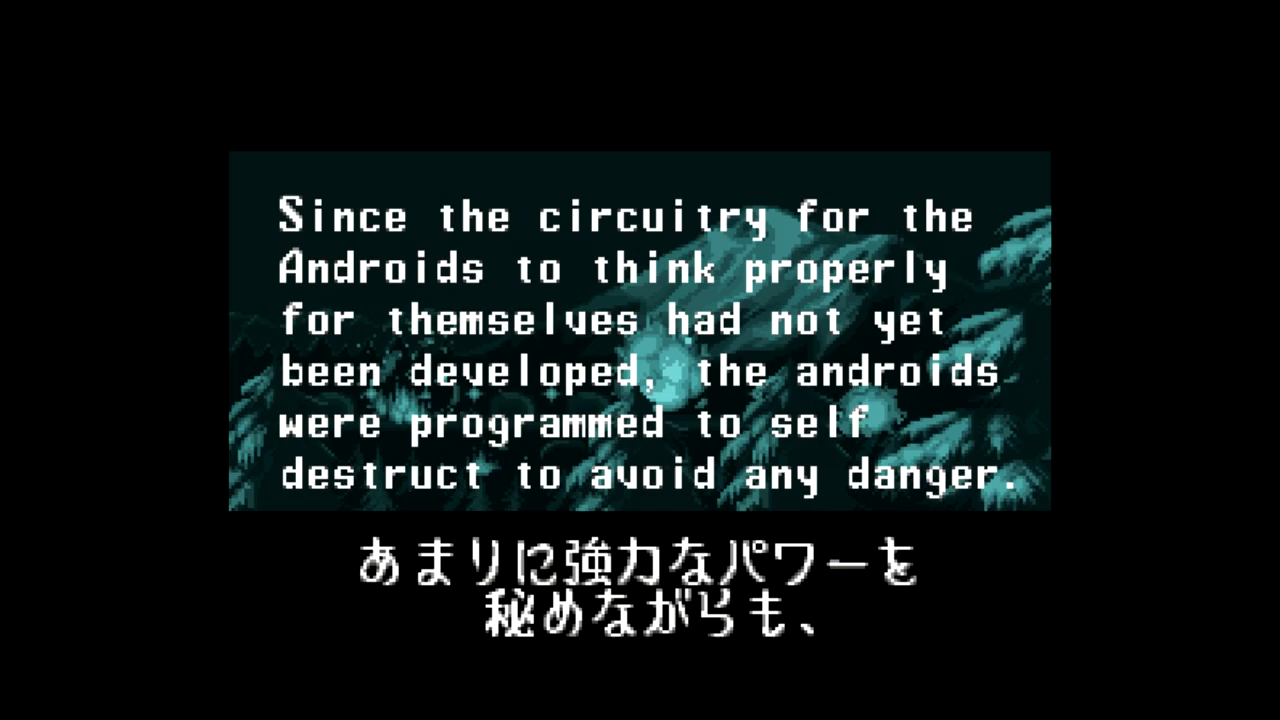 Since the circuitry for the
Androids to think properly
for themselves had not yet
been developed, the androids
were programmed to self
destruct to avoid any danger.
あまりに強力なパワーを
秘めながらも、